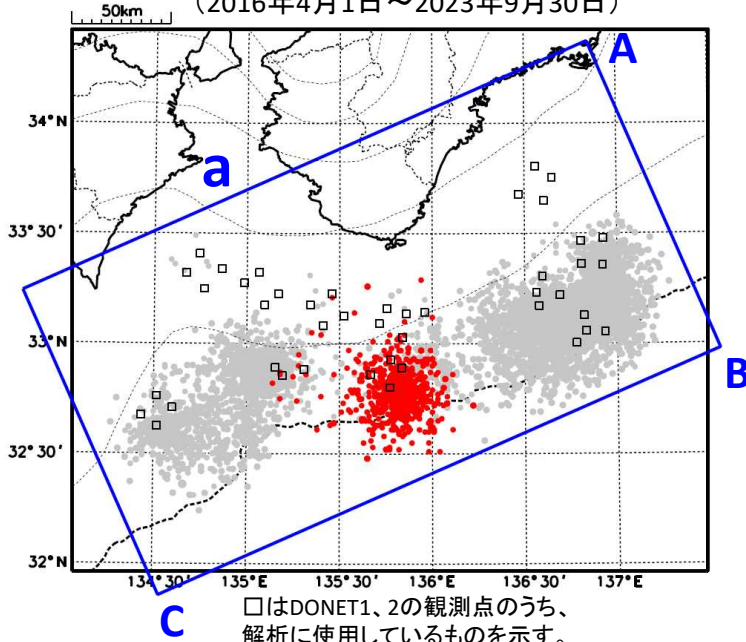 50km
（2016年4月1日～2023年9月30日）
A
34°N
a
33°30′
33°N
B
32°30′
32°N
134°30′
135°E
135°30′
136°E
136°30′
137°E
C
□はDONET1、2の観測点のうち、
解析に使用しているものを示す。